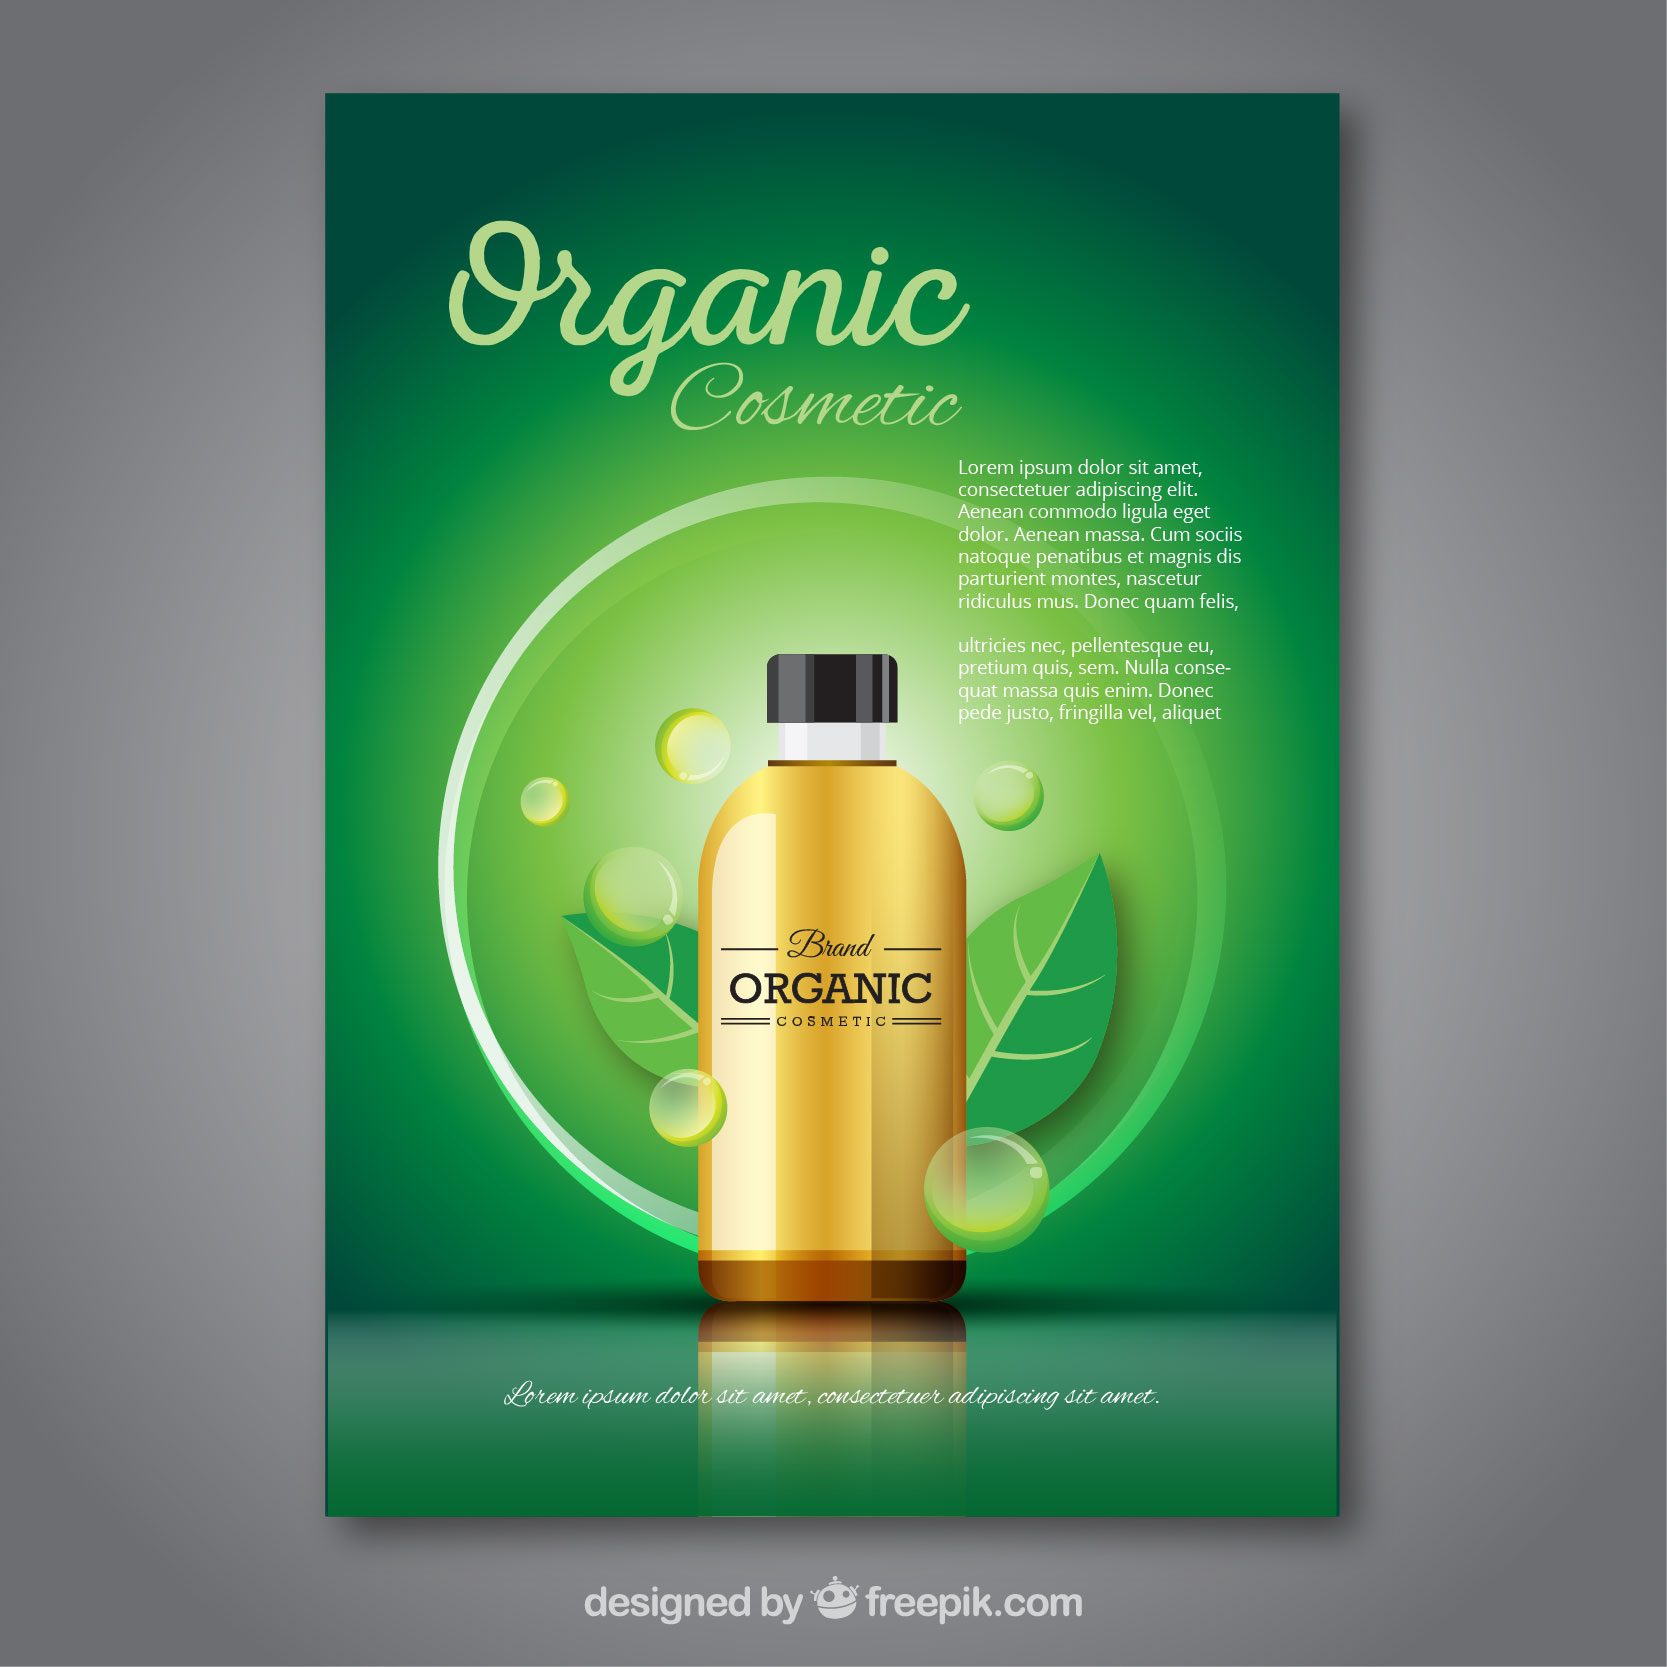 Organic
Cosmetic
Lorem ipsum dolor sit amet,
consectetuer adipiscing elit.
Aenean commodo ligula eget
dolor. Aenean massa. Cum sociis
natoque penatibus et magnis dis
parturient montes, nascetur
ridiculus mus. Donec quam felis,
ultricies nec, pellentesque eu,
pretium quis, sem. Nulla conse-
quat massa quis enim. Donec
pede justo, fringilla vel, aliquet
Brand
ORGANIC
COSMETIC
Lorem ipsum dolor sit amet, consectetuer adipiscing sit amet.
designed by freepik.com